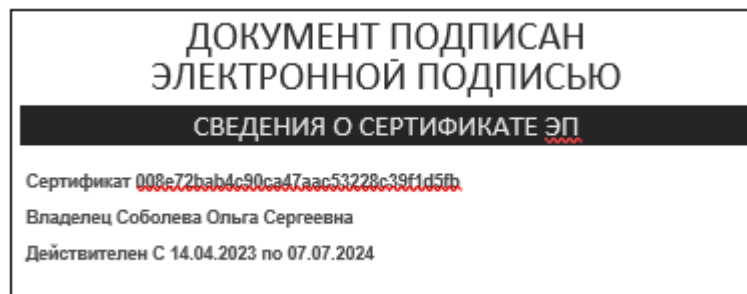 ДОКУМЕНТ ПОДПИСАН
ЭЛЕКТРОННОЙ ПОДПИСЬЮ
СВЕДЕНИЯ О СЕРТИФИКАТЕ ЭП
Сертификат 008e72bab4c90ca47aac53228c39f1d5fb
Владелец Соболева Ольга Сергеевна
Действителен С 14.04.2023 по 07.07.2024